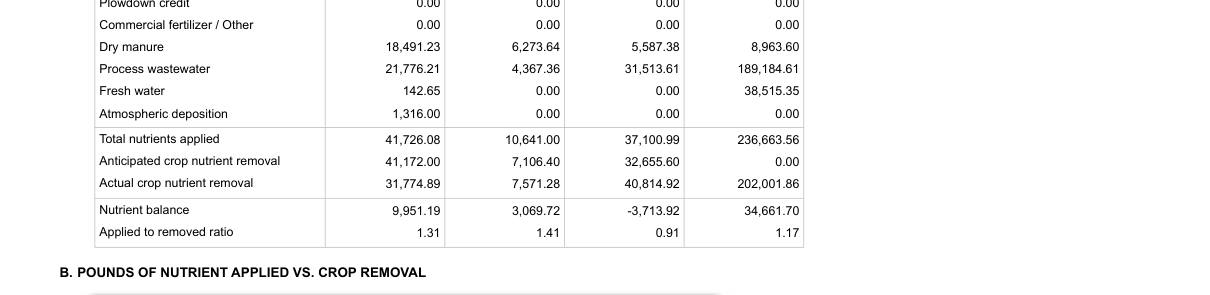 Plowdown credit 0.00 0.00 0.00 0.00
Commercial fertilizer / Other 0.00 0.00 0.00 0.00
Dry manure 18,491.23 6,273.64 5,587.38 8,963.60
Process wastewater 21,776.21 4,367.36 31,513.61 189,184.61
Fresh water 142.65 0.00 0.00 38,515.35
Atmospheric deposition 1,316.00 0.00 0.00 0.00
Total nutrients applied 41,726.08 10,641.00 37,100.99 236,663.56
Anticipated crop nutrient removal 41,172.00 7,106.40 32,655.60 0.00
Actual crop nutrient removal 31,774.89 7,571.28 40,814.92 202,001.86
Nutrient balance 9,951.19 3,069.72 -3,713.92 34,661.70
Applied to removed ratio 1.31 1.41 0.91 1.17
B. POUNDS OF NUTRIENT APPLIED VS. CROP REMOVAL